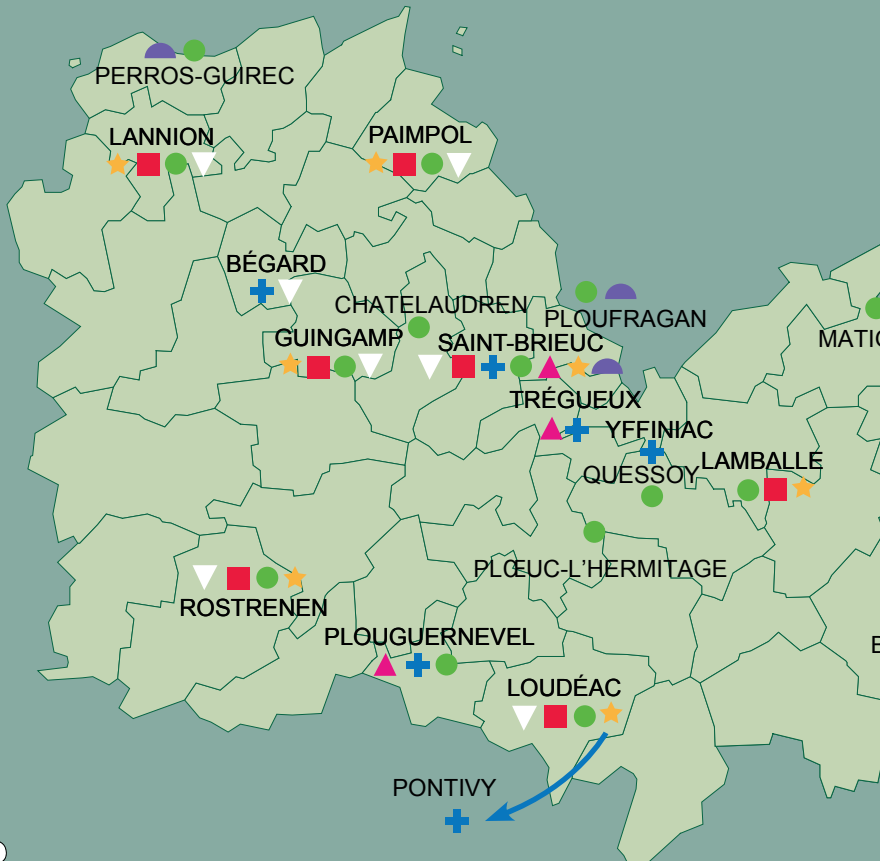 PERROS-GUIREC
LANNION
PAIMPOL
BÉGARD
CHATELAUDREN
PLOUFRAGAN
GUINGAMP
SAINT-BRIEUC
TRÉGUEUX
YFFINIAC
QUESSOY
LAMBALLE
PLŒUC-L'HERMITAGE
ROSTRENEN
PLOUGUERNEVEL
LOUDÉAC
PONTIVY